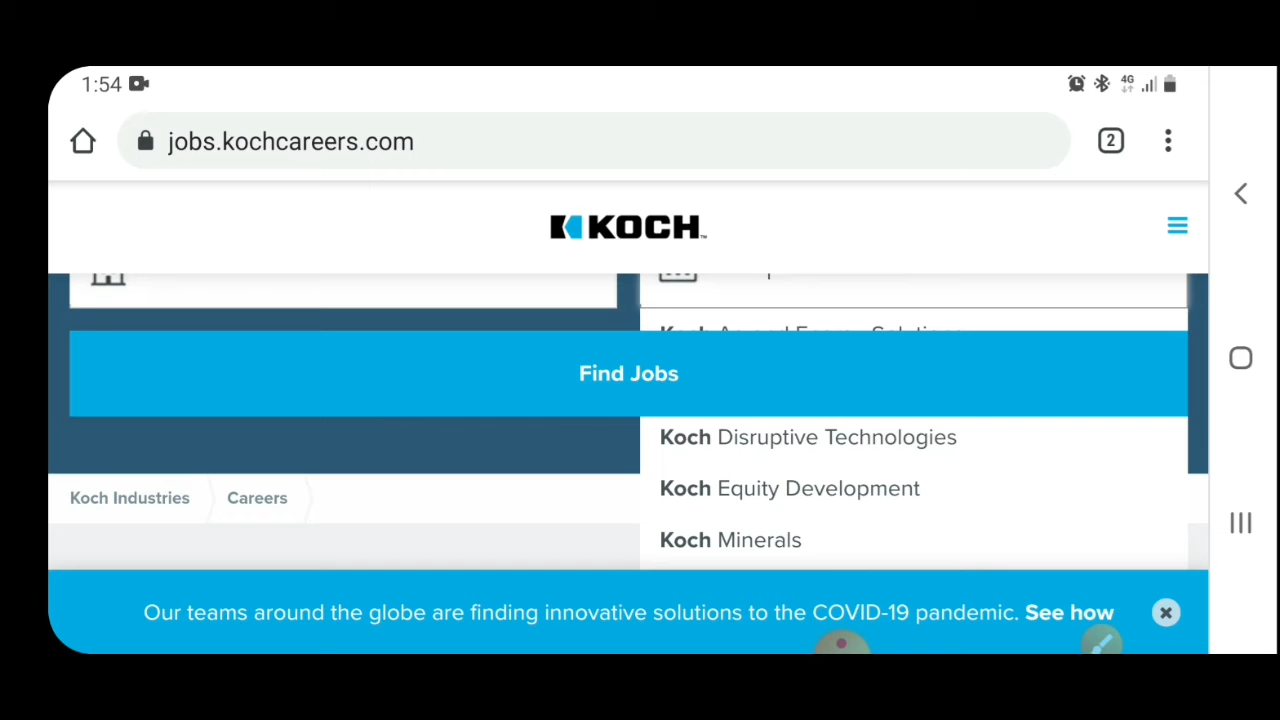 1:54
4G
jobs.kochcareers.com
2
KOCH
Koch
Find Jobs
Koch Disruptive Technologies
Koch Equity Development
Koch Industries
Careers
Koch Minerals
Our teams around the globe are finding innovative solutions to the COVID-19 pandemic. See how